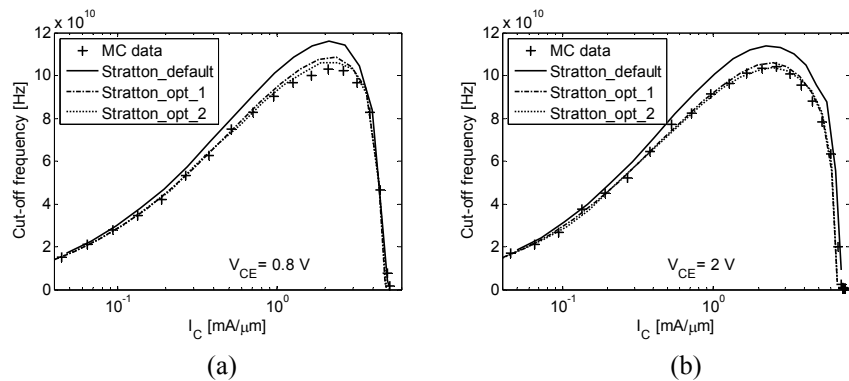 x 10^10
12
10
8
6
4
2
0
Cut-off frequency [Hz]
MC data
Stratton_default
Stratton_opt_1
Stratton_opt_2
V_CE = 0.8 V
10^-1
10^0
I_C [mA/μm]
(a)
x 10^10
12
10
8
6
4
2
0
Cut-off frequency [Hz]
MC data
Stratton_default
Stratton_opt_1
Stratton_opt_2
V_CE = 2 V
10^-1
10^0
I_C [mA/μm]
(b)